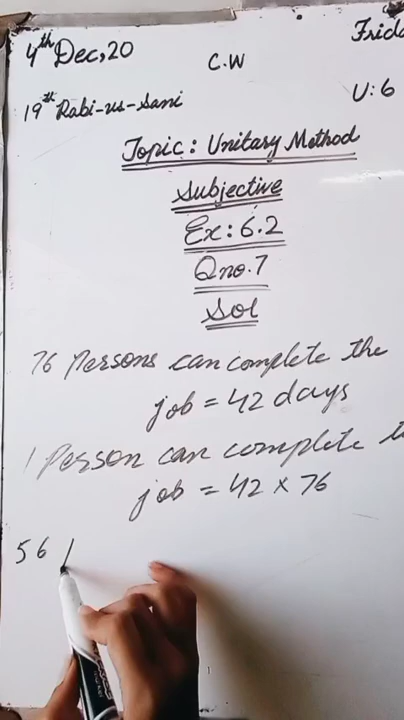 4th Dec, 20
Frida
C.W
19th Rabi-us-Sani
U: 6
Topic: Unitary Method
Subjective
Ex: 6.2
Q no. 7
Sol
76 Persons can complete the
job = 42 days
1 Person can complete t
job = 42 × 76
56